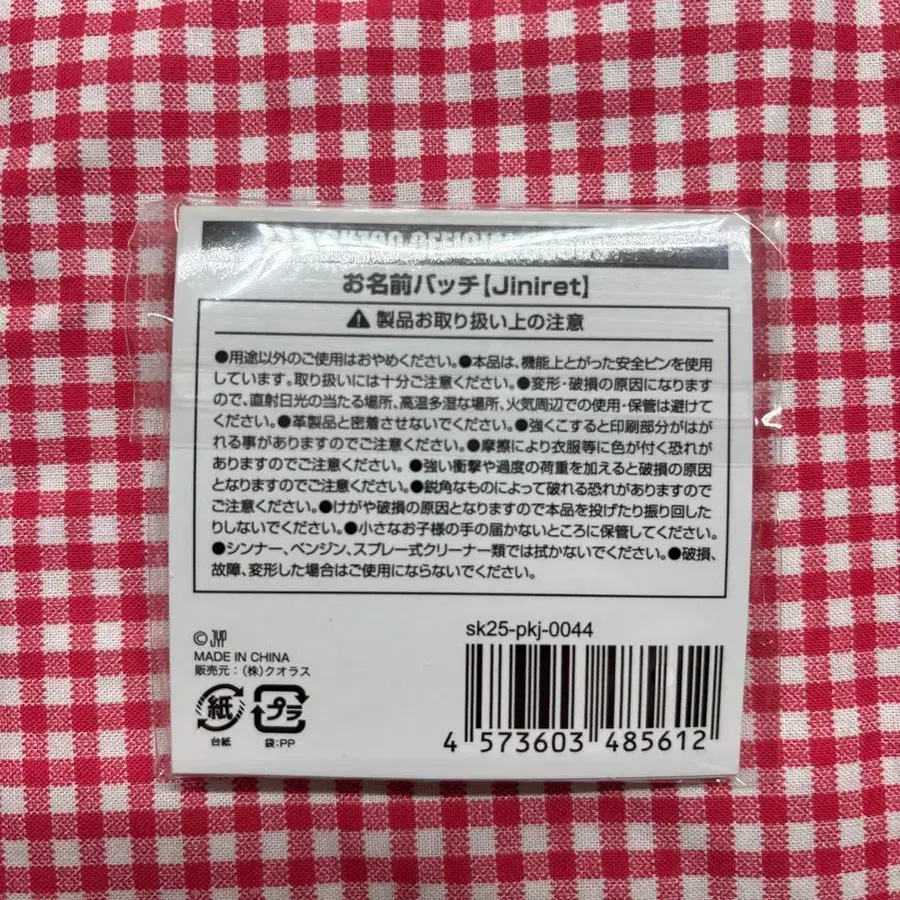 OFFICIAL
お名前バッチ【Jiniret】
⚠製品お取り扱い上の注意
●用途以外のご使用はおやめください。●本品は、機能上とがった安全ピンを使用
しています。取り扱いには十分ご注意ください。●変形・破損の原因になります
ので、直射日光の当たる場所、高温多湿な場所、火気周辺での使用・保管は避けて
ください。●革製品と密着させないでください。●強くこすると印刷部分がはが
れる事がありますのでご注意ください。●摩擦により衣服等に色が付く恐れが
ありますのでご注意ください。●強い衝撃や過度の荷重を加えると破損の原因
となりますのでご注意ください。●鋭角なものによって破れる恐れがありますので
ご注意ください。●けがや破損の原因となりますので本品を投げたり振り回した
りしないでください。●小さなお子様の手の届かないところに保管してください。
●シンナー、ベンジン、スプレー式クリーナー類では拭かないでください。●破損、
故障、変形した場合はご使用にならないでください。
sk25-pkj-0044
© JYP
MADE IN CHINA
販売元：（株）クオラス
紙 プラ
台紙 袋:PP
4 573603 485612